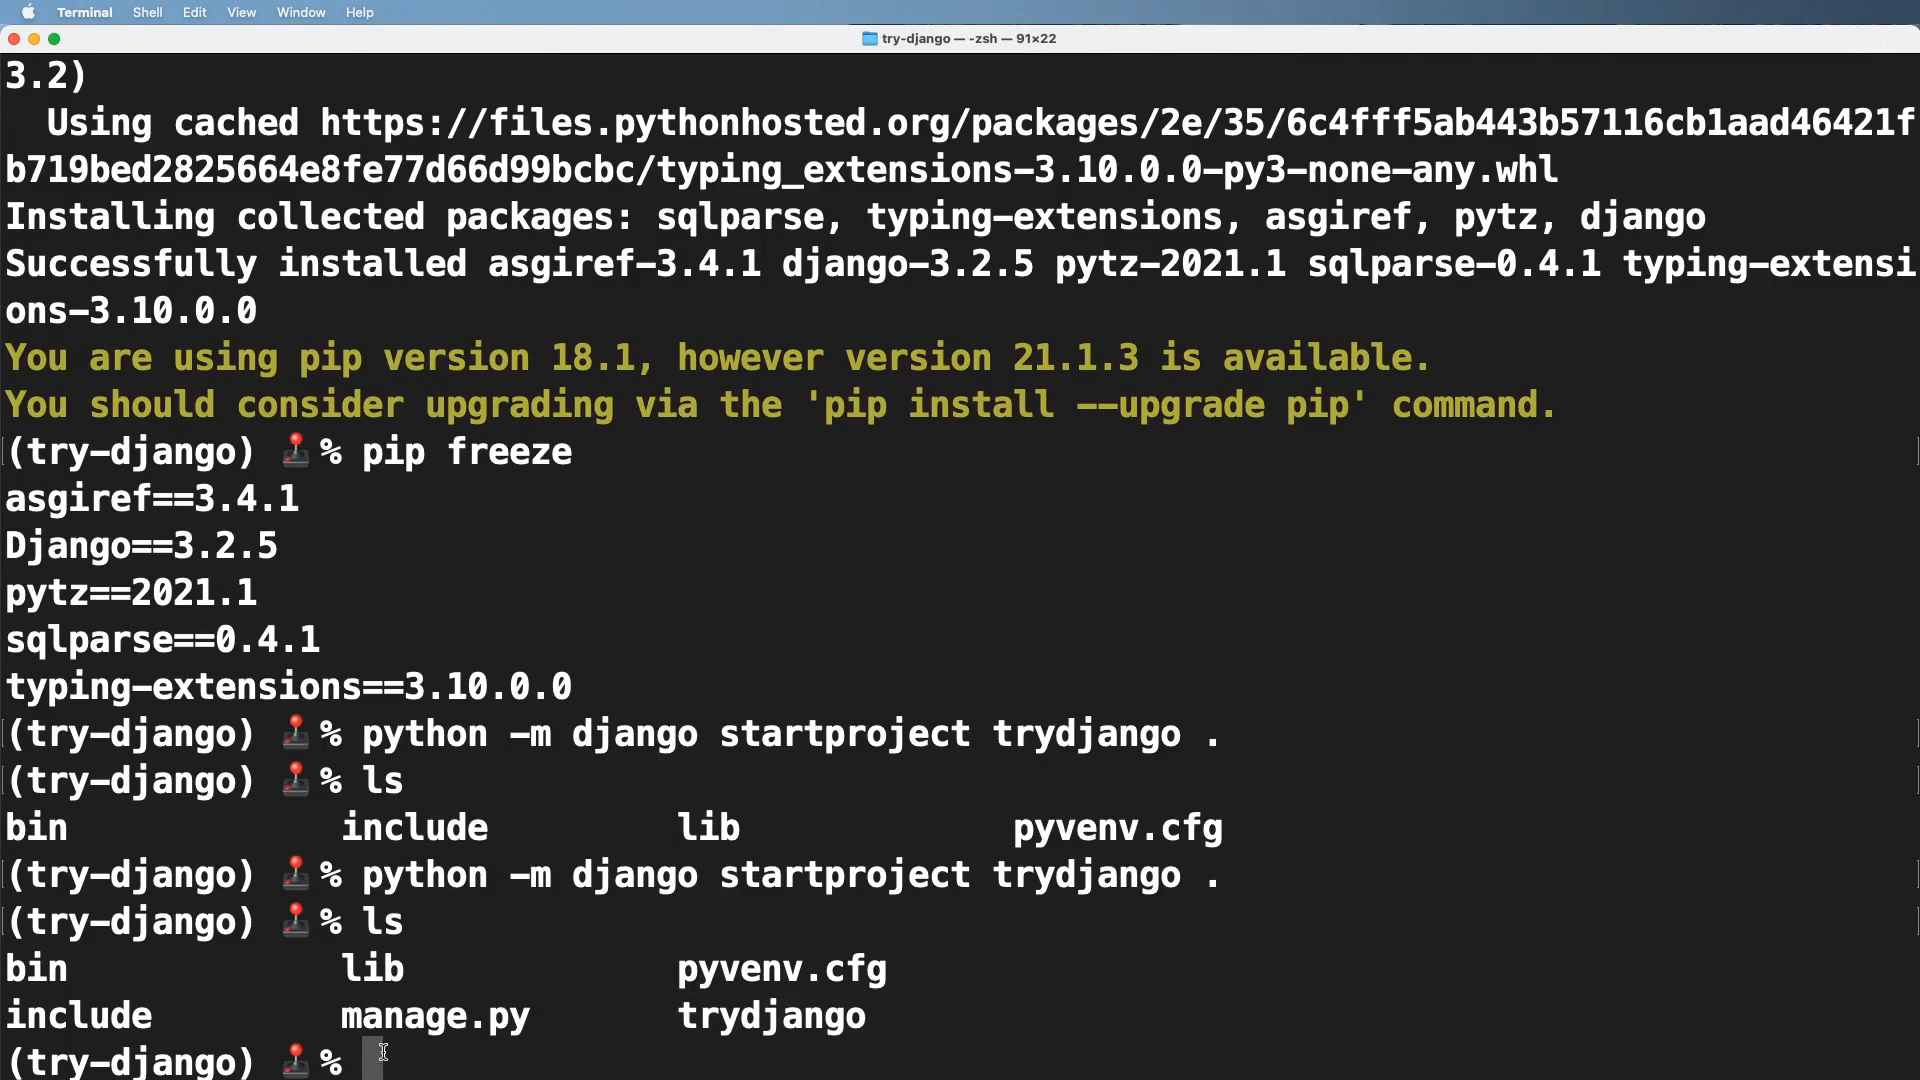 Terminal Shell Edit View Window Help
try-django — -zsh — 91×22
3.2)
Using cached https://files.pythonhosted.org/packages/2e/35/6c4fff5ab443b57116cb1aad46421f
b719bed2825664e8fe77d66d99bcbc/typing_extensions-3.10.0.0-py3-none-any.whl
Installing collected packages: sqlparse, typing-extensions, asgiref, pytz, django
Successfully installed asgiref-3.4.1 django-3.2.5 pytz-2021.1 sqlparse-0.4.1 typing-extensi
ons-3.10.0.0
You are using pip version 18.1, however version 21.1.3 is available.
You should consider upgrading via the 'pip install --upgrade pip' command.
(try-django) 🕹% pip freeze
asgiref==3.4.1
Django==3.2.5
pytz==2021.1
sqlparse==0.4.1
typing-extensions==3.10.0.0
(try-django) 🕹% python -m django startproject trydjango .
(try-django) 🕹% ls
bin include lib pyvenv.cfg
(try-django) 🕹% python -m django startproject trydjango .
(try-django) 🕹% ls
bin lib pyvenv.cfg
include manage.py trydjango
(try-django) 🕹%